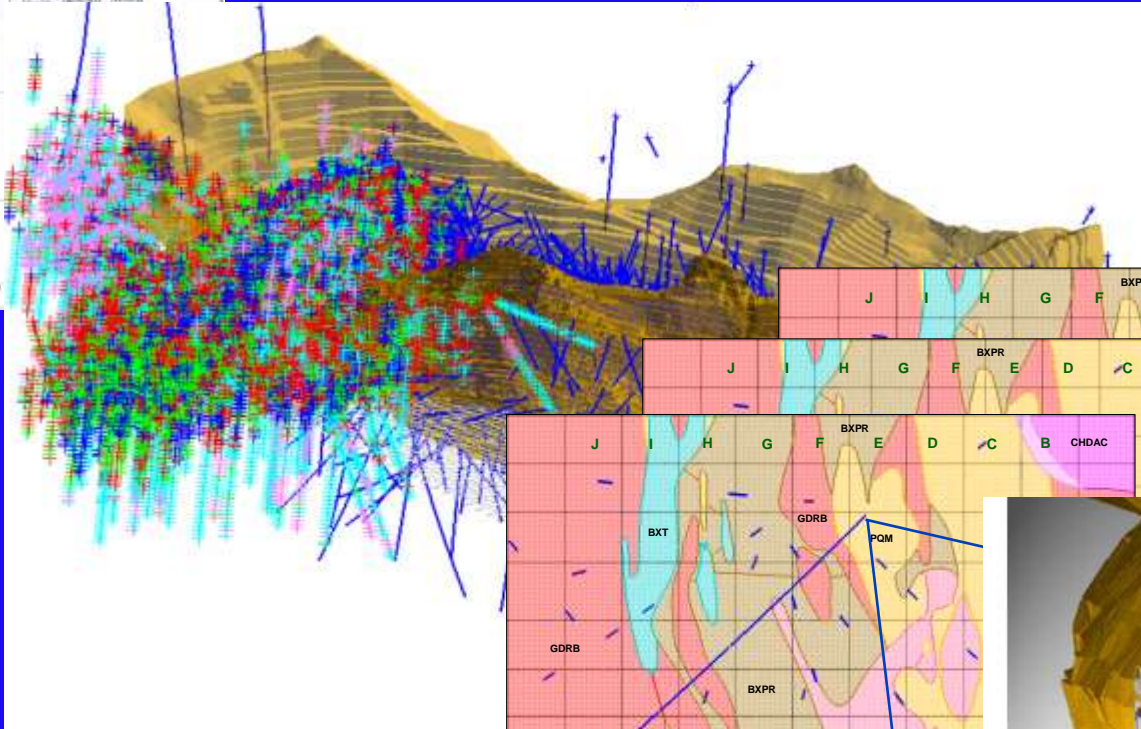 BXP
J I H G F
BXPR
J I H G F E D C
BXPR
J I H G F E D C B CHDAC
GDRB
BXT
PQM
GDRB
BXPR